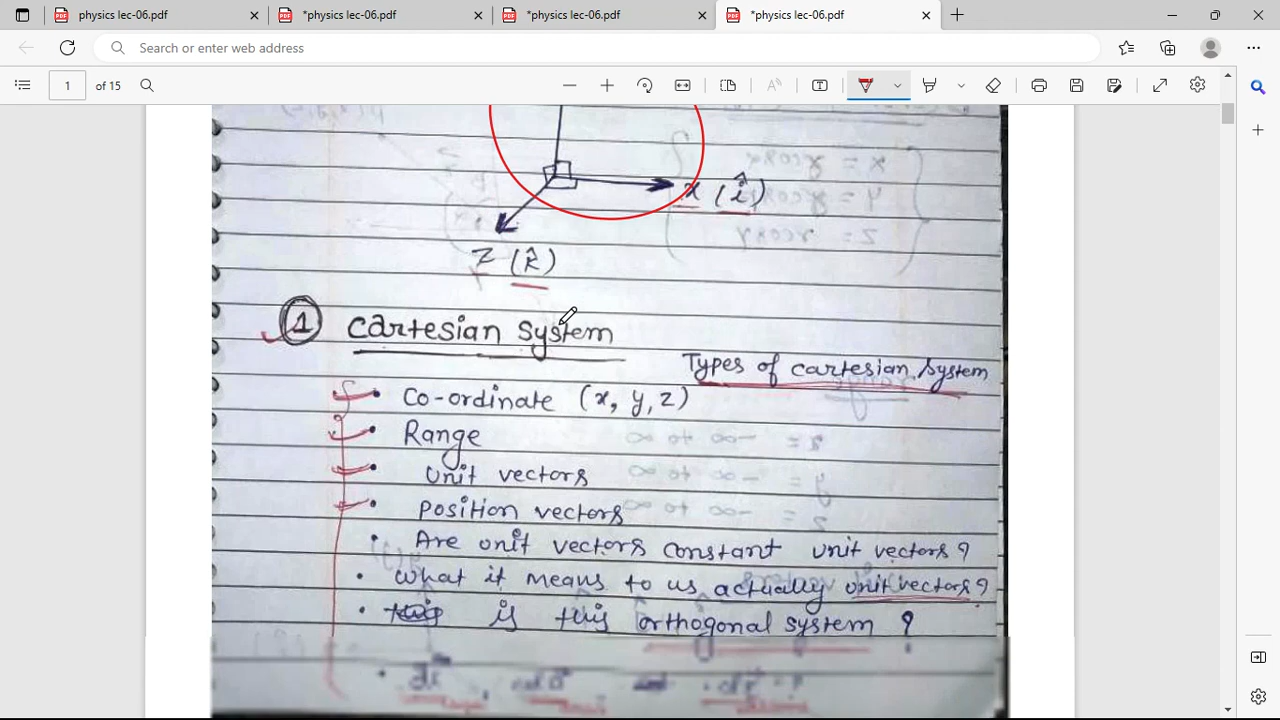 physics lec-06.pdf
*physics lec-06.pdf
*physics lec-06.pdf
*physics lec-06.pdf
Search or enter web address
1 of 15
x (î)
z (k̂)
① Cartesian System
Types of cartesian System
• Co-ordinate (x, y, z)
• Range
• Unit vectors
• Position vectors
• Are unit vectors constant unit vectors?
• What it means to us actually unit vectors?
• is this orthogonal system ?